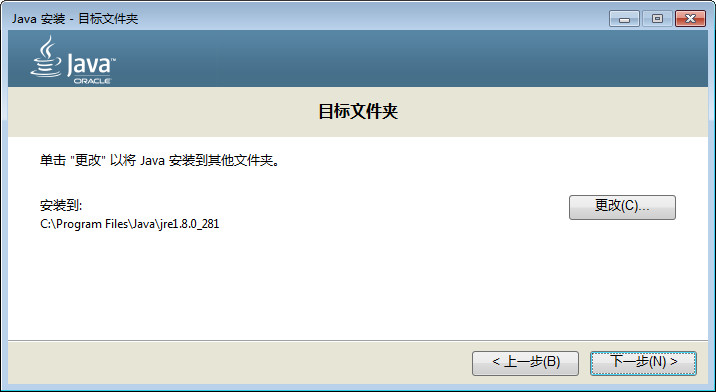 Java 安装 - 目标文件夹
Java™
ORACLE
目标文件夹
单击 "更改" 以将 Java 安装到其他文件夹。
安装到:
C:\Program Files\Java\jre1.8.0_281
更改(C)...
< 上一步(B)
下一步(N) >